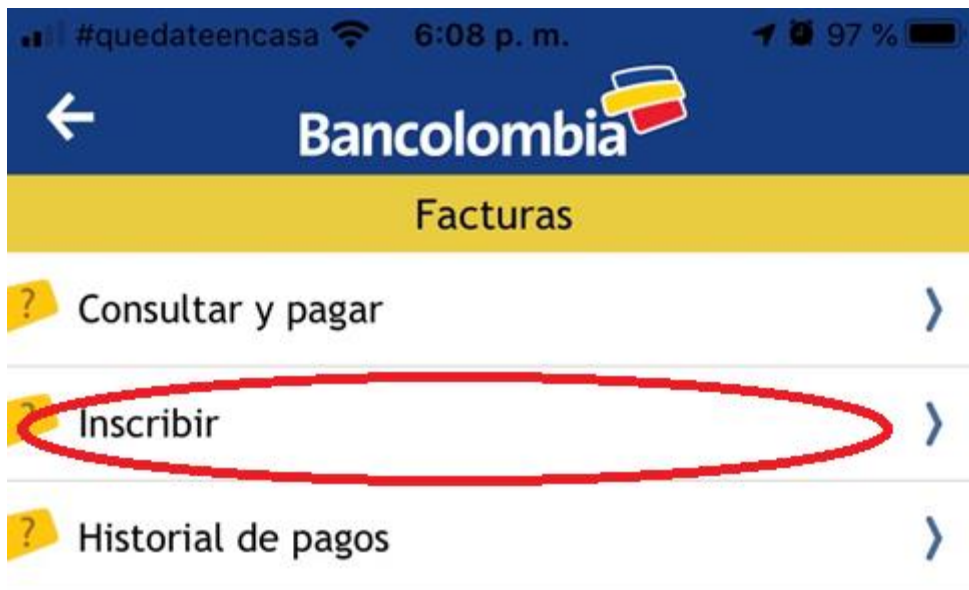 #quedateencasa 6:08 p. m. 97 %
Bancolombia
Facturas
? Consultar y pagar
? Inscribir
? Historial de pagos